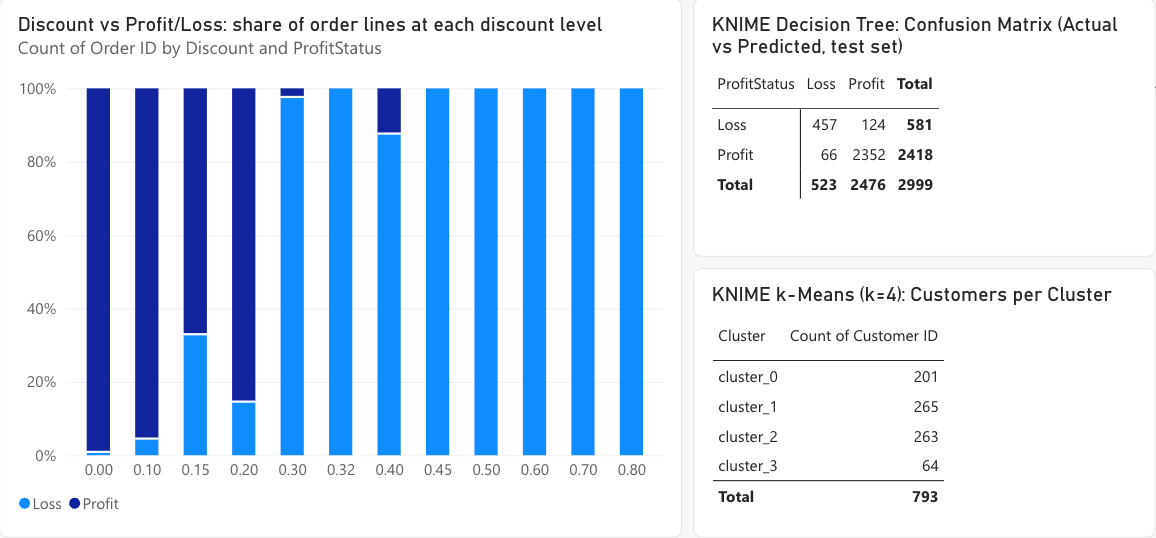 Discount vs Profit/Loss: share of order lines at each discount level
Count of Order ID by Discount and ProfitStatus
100%
80%
60%
40%
20%
0%
0.00 0.10 0.15 0.20 0.30 0.32 0.40 0.45 0.50 0.60 0.70 0.80
Loss Profit
KNIME Decision Tree: Confusion Matrix (Actual
vs Predicted, test set)
ProfitStatus Loss Profit Total
Loss 457 124 581
Profit 66 2352 2418
Total 523 2476 2999
KNIME k-Means (k=4): Customers per Cluster
Cluster Count of Customer ID
cluster_0 201
cluster_1 265
cluster_2 263
cluster_3 64
Total 793